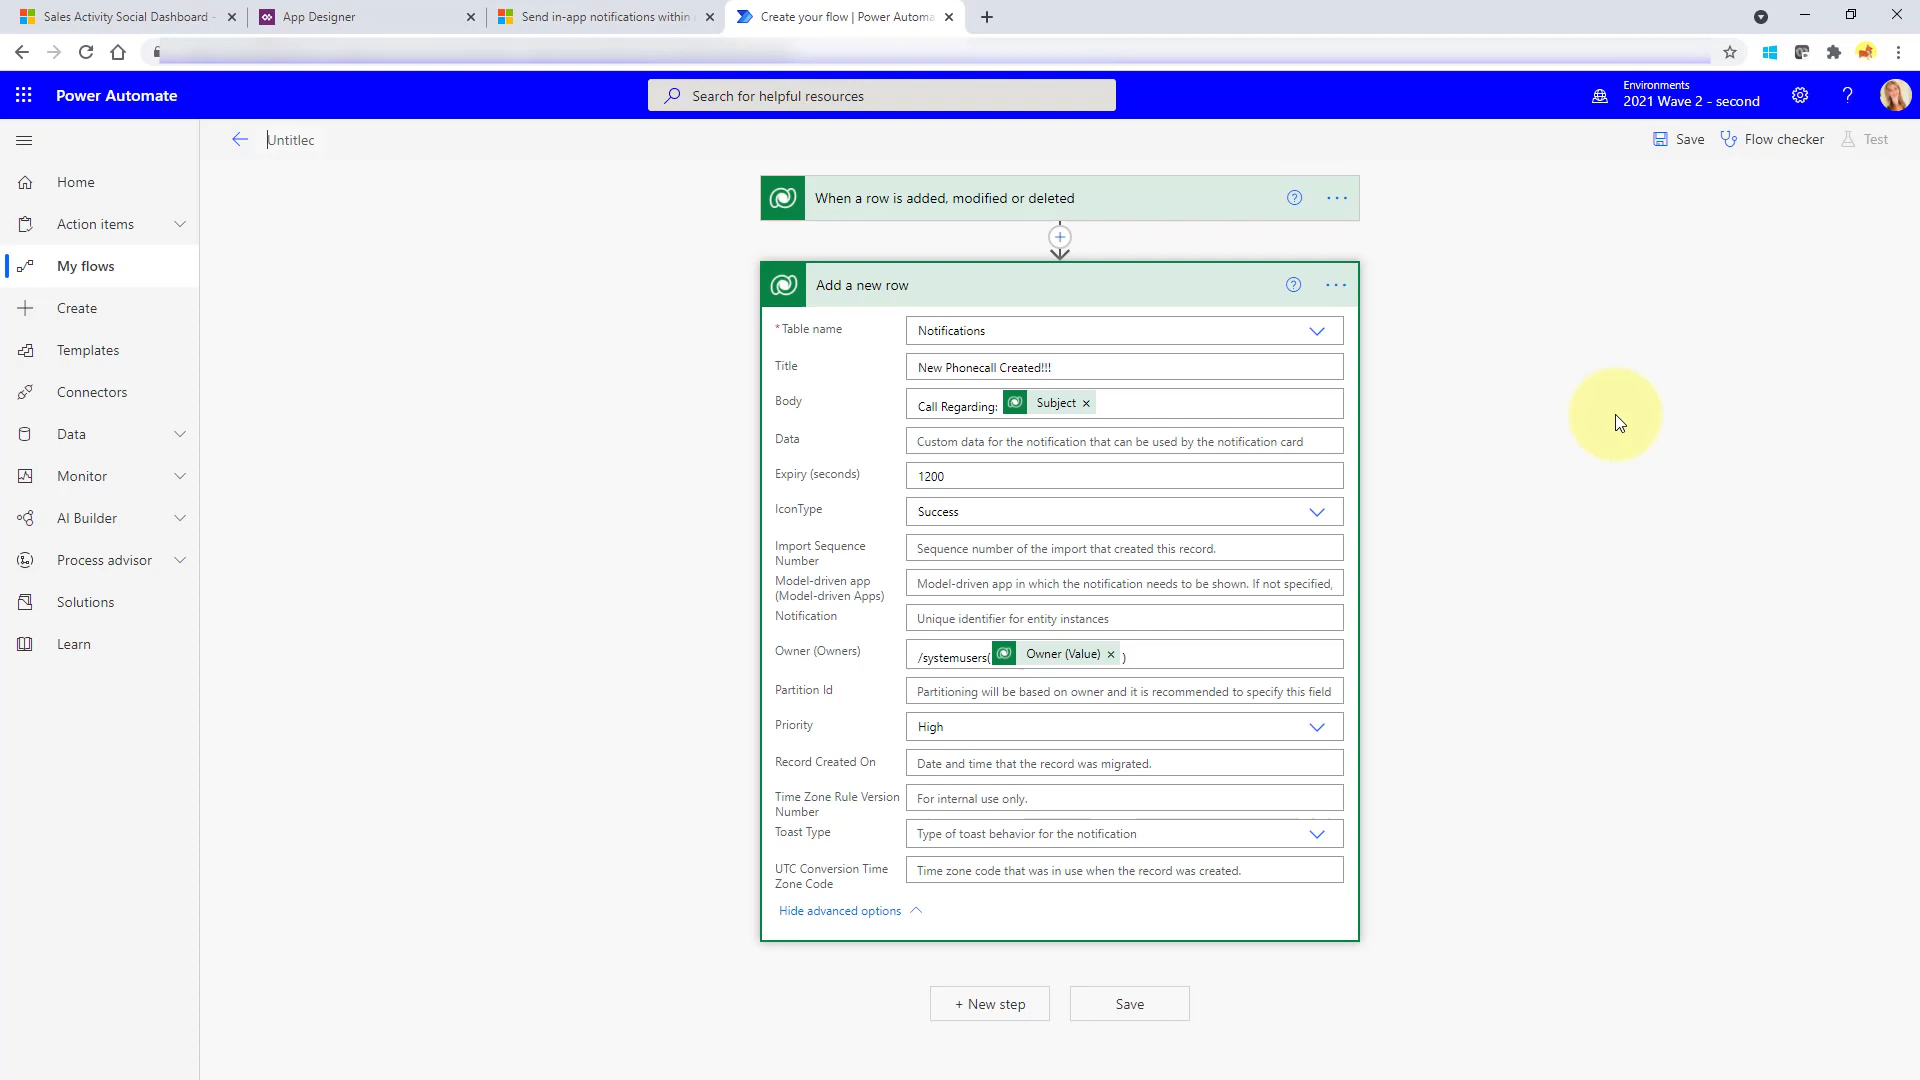 Sales Activity Social Dashboard -
App Designer
Send in-app notifications within
Create your flow | Power Automa
Power Automate
Search for helpful resources
Environments
2021 Wave 2 - second
Untitlec
Save
Flow checker
Test
Home
Action items
My flows
Create
Templates
Connectors
Data
Monitor
AI Builder
Process advisor
Solutions
Learn
When a row is added, modified or deleted
Add a new row
* Table name
Notifications
Title
New Phonecall Created!!!
Body
Call Regarding: Subject ×
Data
Custom data for the notification that can be used by the notification card
Expiry (seconds)
1200
IconType
Success
Import Sequence
Number
Sequence number of the import that created this record.
Model-driven app
(Model-driven Apps)
Model-driven app in which the notification needs to be shown. If not specified,
Notification
Unique identifier for entity instances
Owner (Owners)
/systemusers( Owner (Value) × )
Partition Id
Partitioning will be based on owner and it is recommended to specify this field
Priority
High
Record Created On
Date and time that the record was migrated.
Time Zone Rule Version
Number
For internal use only.
Toast Type
Type of toast behavior for the notification
UTC Conversion Time
Zone Code
Time zone code that was in use when the record was created.
Hide advanced options
+ New step
Save